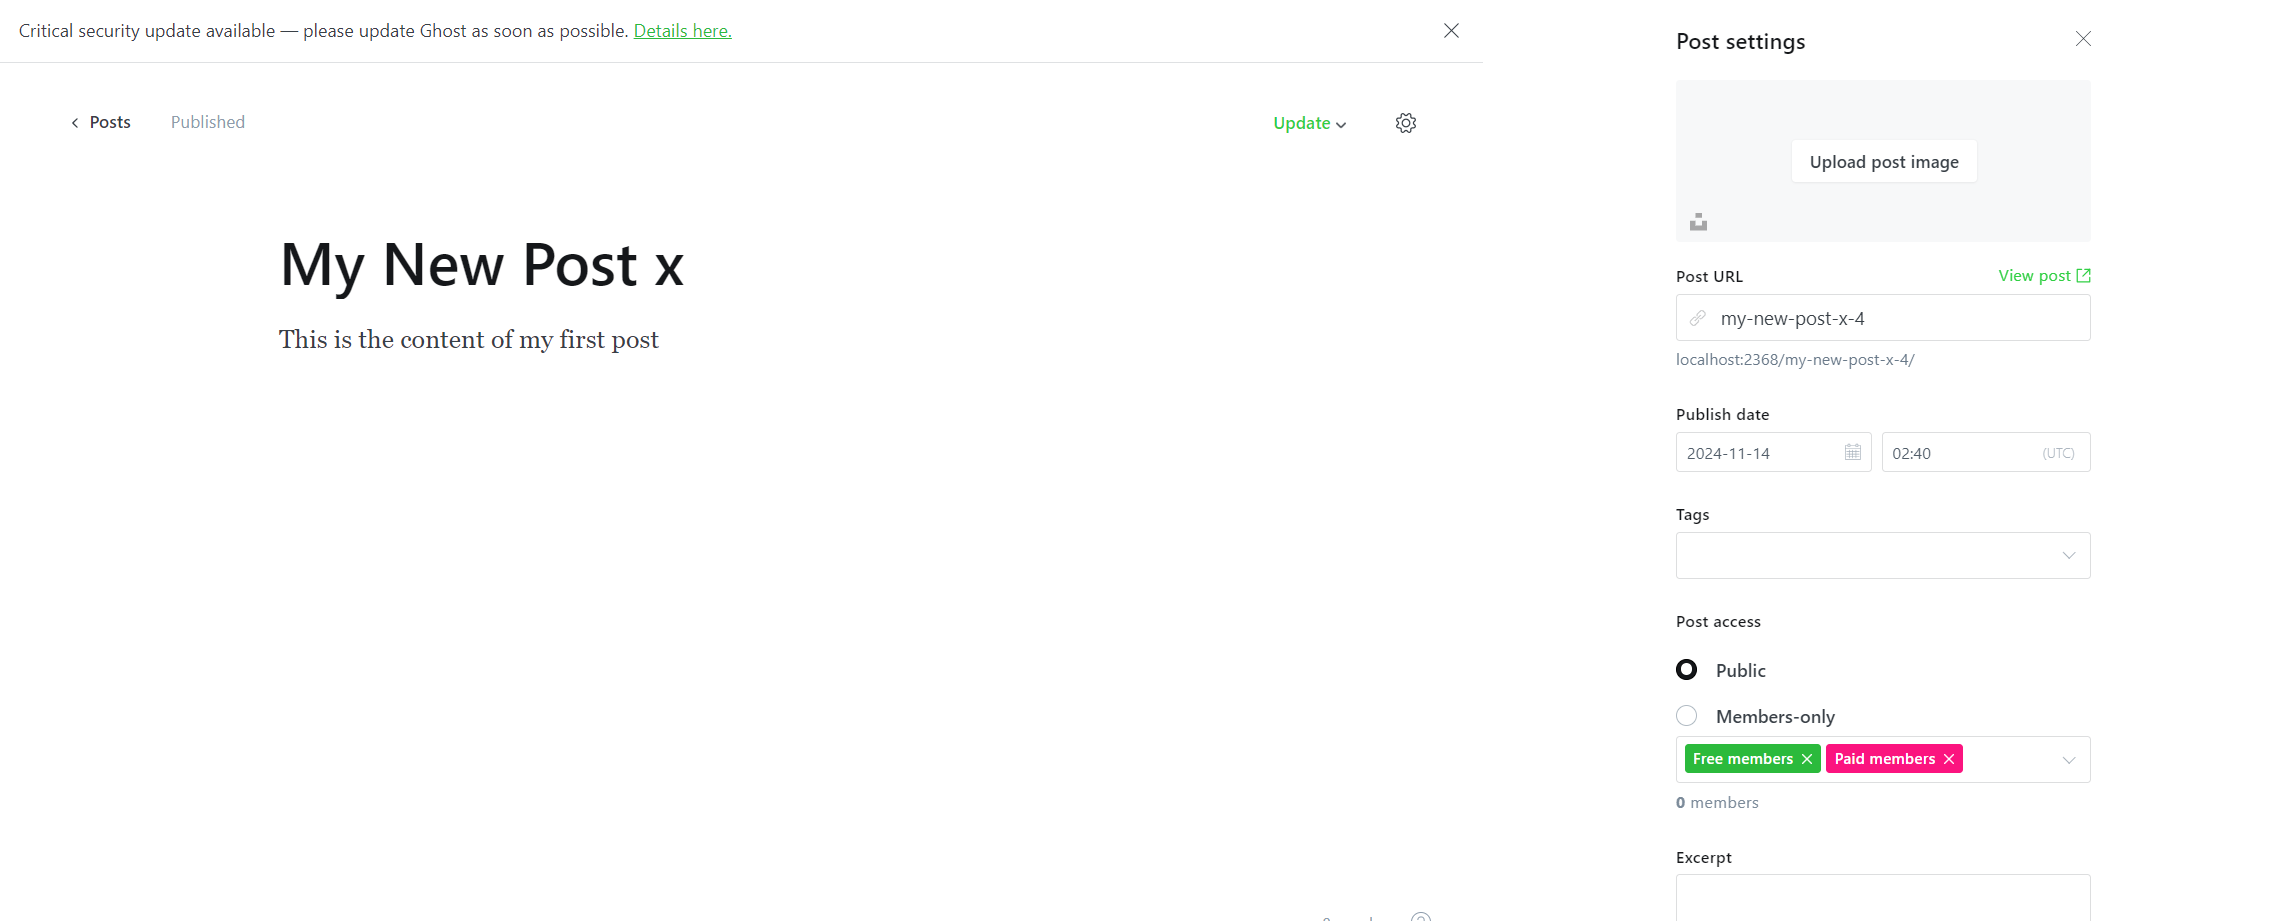 Critical security update available — please update Ghost as soon as possible. Details here.
Posts
Published
Update
My New Post x
This is the content of my first post
Post settings
Upload post image
Post URL
View post
my-new-post-x-4
localhost:2368/my-new-post-x-4/
Publish date
2024-11-14
02:40
(UTC)
Tags
Post access
Public
Members-only
Free members
Paid members
0 members
Excerpt